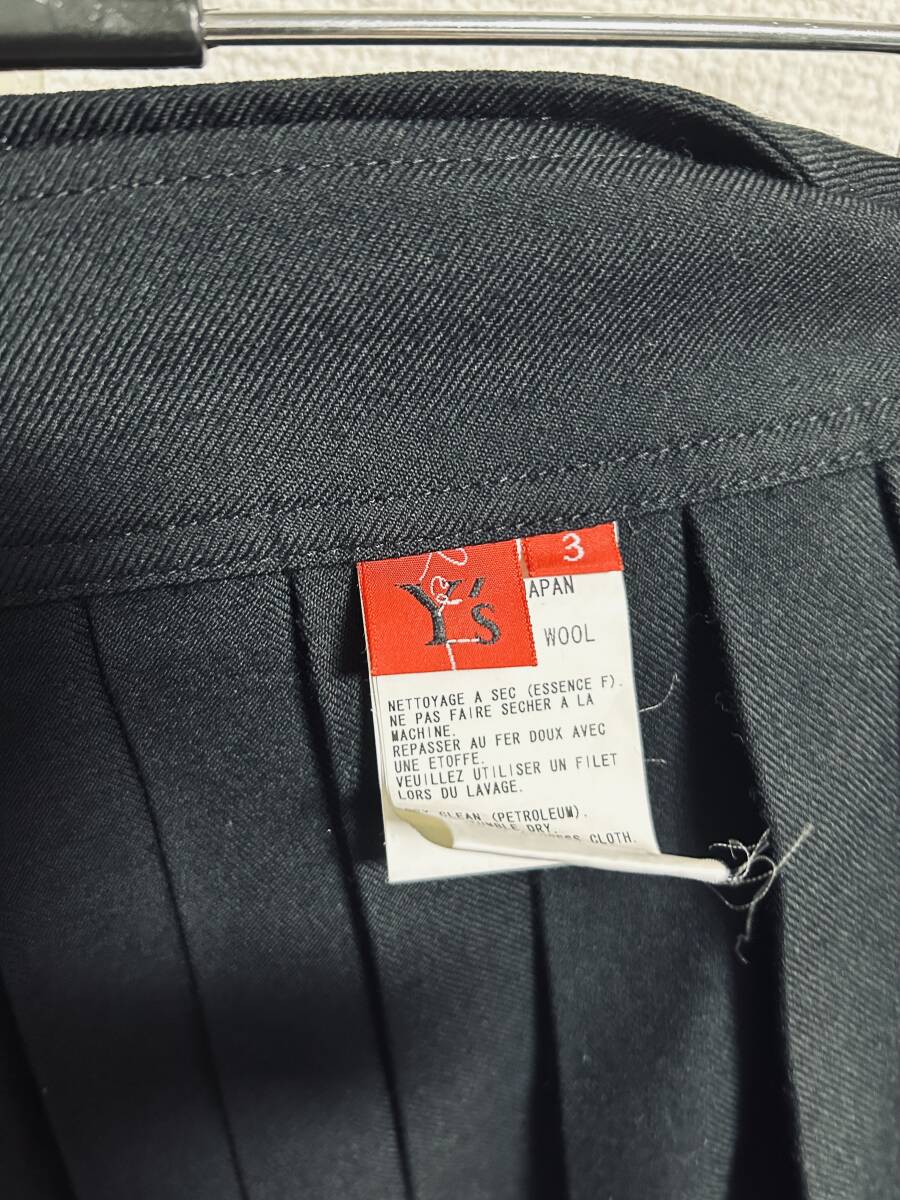 3
Y's
APAN
WOOL
NETTOYAGE A SEC (ESSENCE F).
NE PAS FAIRE SECHER A LA
MACHINE.
REPASSER AU FER DOUX AVEC
UNE ETOFFE.
VEUILLEZ UTILISER UN FILET
LORS DU LAVAGE.
CLEAN (PETROLEUM).
DRY.
CLOTH.